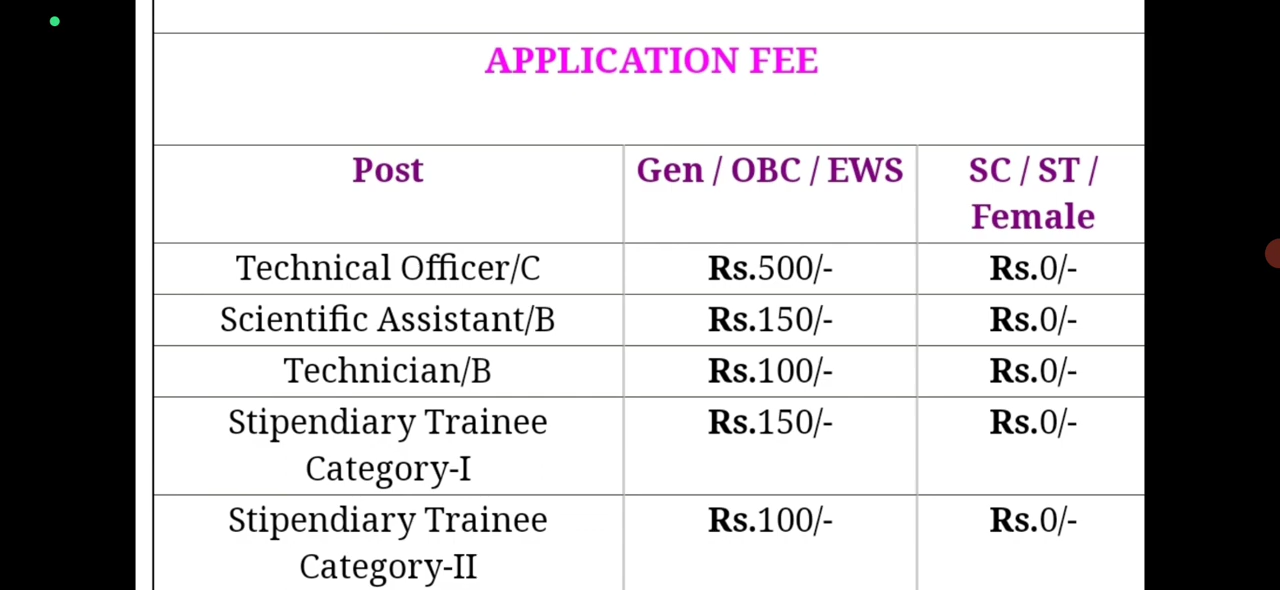 APPLICATION FEE
Post Gen / OBC / EWS SC / ST /
Female
Technical Officer/C Rs.500/- Rs.0/-
Scientific Assistant/B Rs.150/- Rs.0/-
Technician/B Rs.100/- Rs.0/-
Stipendiary Trainee Rs.150/- Rs.0/-
Category-I
Stipendiary Trainee Rs.100/- Rs.0/-
Category-II